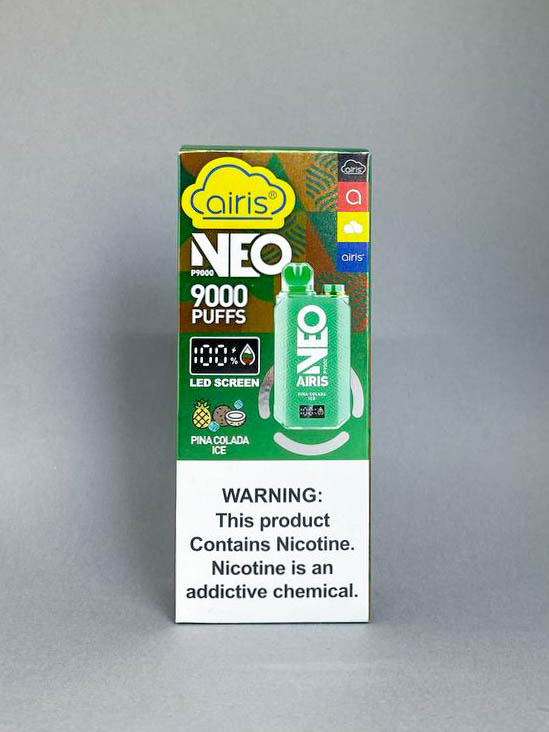 airis®
airis
a
airis
NEO
P9000
9000
PUFFS
100%
LED SCREEN
PINA COLADA
ICE
NEO
P9000
AIRIS
PINA COLADA
ICE
WARNING:
This product
Contains Nicotine.
Nicotine is an
addictive chemical.